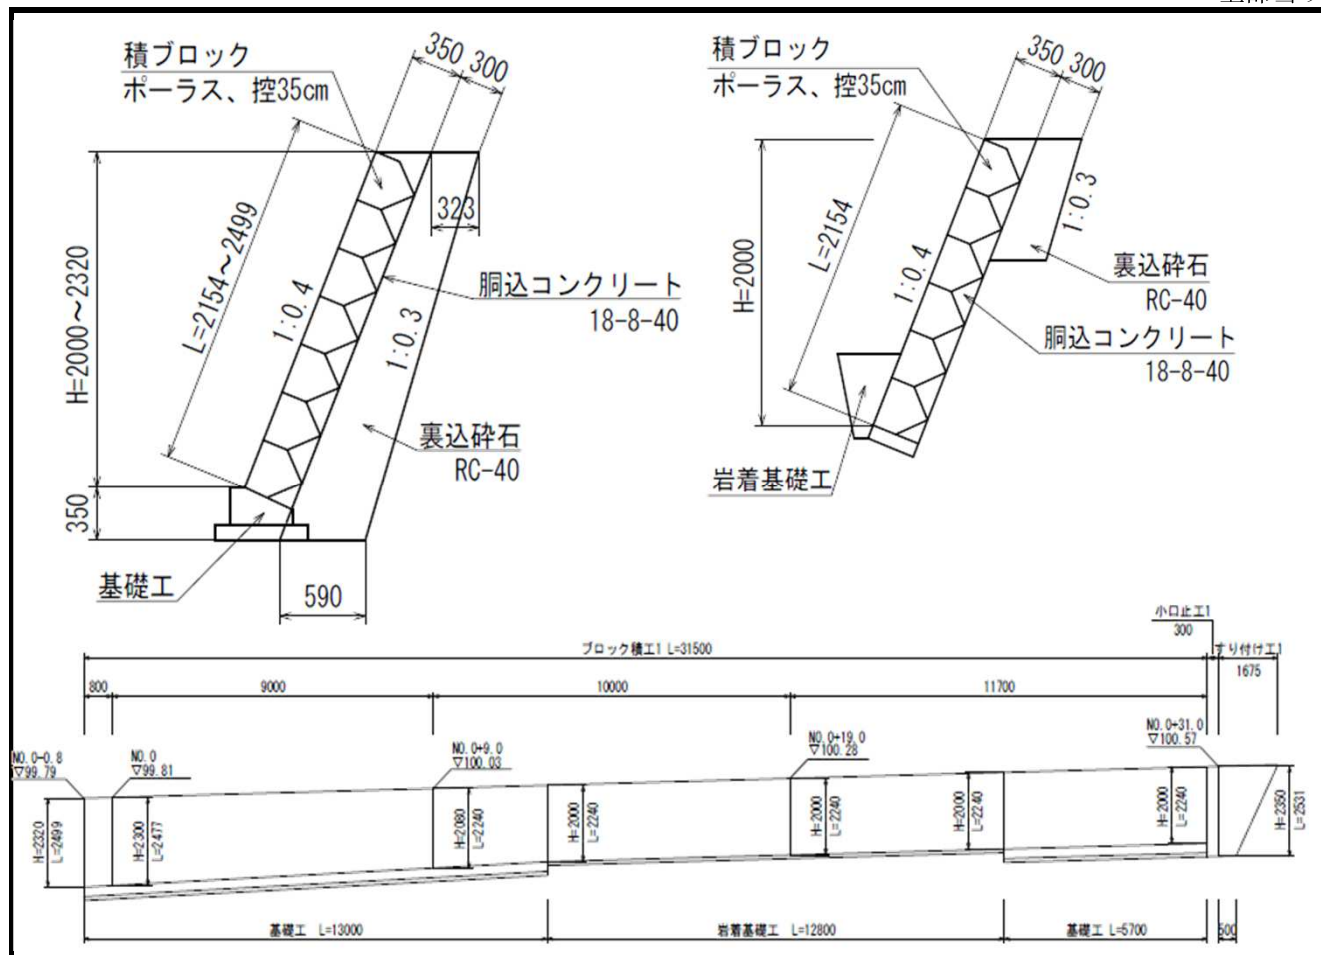 積ブロック
ポーラス、控35cm
350
300
L=2154~2499
H=2000~2320
1:0.4
323
1:0.3
胴込コンクリート
18-8-40
裏込砕石
RC-40
350
基礎工
590
積ブロック
ポーラス、控35cm
350
300
L=2154
H=2000
1:0.4
1:0.3
裏込砕石
RC-40
胴込コンクリート
18-8-40
岩着基礎工
小口止工1
300
ブロック積工1 L=31500
すり付け工1
1675
800
9000
10000
11700
NO.0-0.8
▽99.79
NO.0
▽99.81
NO.0+9.0
▽100.03
NO.0+19.0
▽100.28
NO.0+31.0
▽100.57
H=2320
L=2499
H=2300
L=2477
H=2080
L=2240
H=2000
L=2240
H=2000
L=2240
H=2000
L=2240
H=2000
L=2240
H=2350
L=2531
基礎工 L=13000
岩着基礎工 L=12800
基礎工 L=5700
500